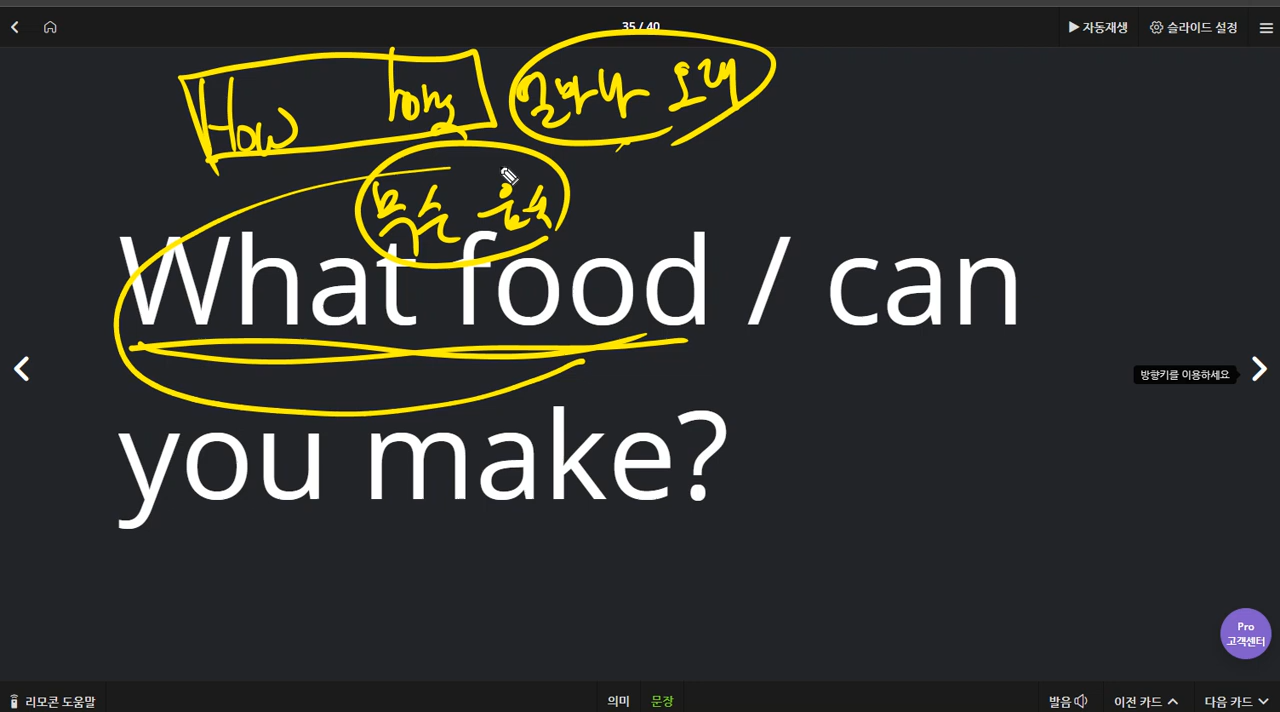 35 / 40
▶ 자동재생
슬라이드 설정
How long 얼마나 오래
무슨 음식
What food / can
방향키를 이용하세요
you make?
Pro
고객센터
리모콘 도움말
의미
문장
발음
이전 카드
다음 카드